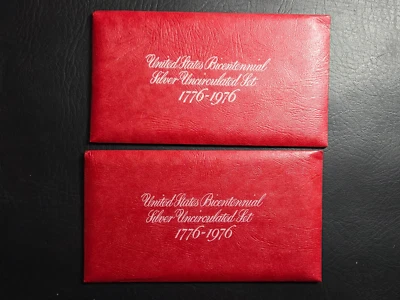 United States Bicentennial
Silver Uncirculated Set
1776-1976
United States Bicentennial
Silver Uncirculated Set
1776-1976